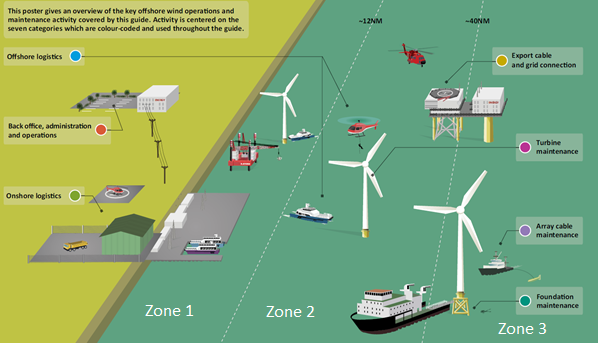 This poster gives an overview of the key offshore wind operations and
maintenance activity covered by this guide. Activity is centered on the
seven categories which are colour-coded and used throughout the guide.
~12NM
~40NM
Offshore logistics
Export cable
and grid connection
Back office, administration
and operations
Turbine
maintenance
Onshore logistics
Array cable
maintenance
Foundation
maintenance
Zone 1
Zone 2
Zone 3